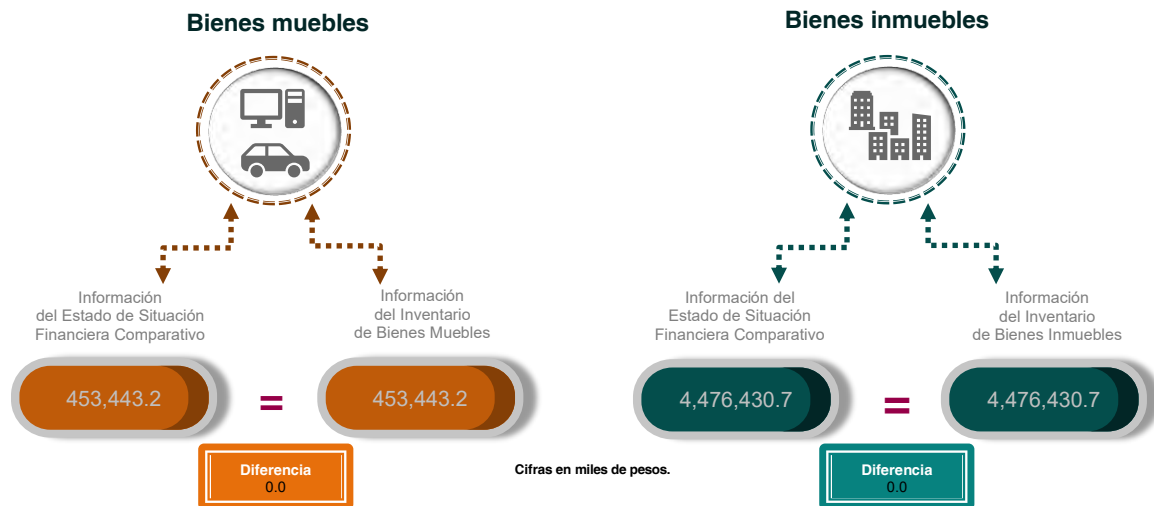 Bienes muebles
Información
del Estado de Situación
Financiera Comparativo
Información
del Inventario
de Bienes Muebles
453,443.2
=
453,443.2
Diferencia
0.0
Cifras en miles de pesos.
Bienes inmuebles
Información del
Estado de Situación
Financiera Comparativo
Información
del Inventario
de Bienes Inmuebles
4,476,430.7
=
4,476,430.7
Diferencia
0.0